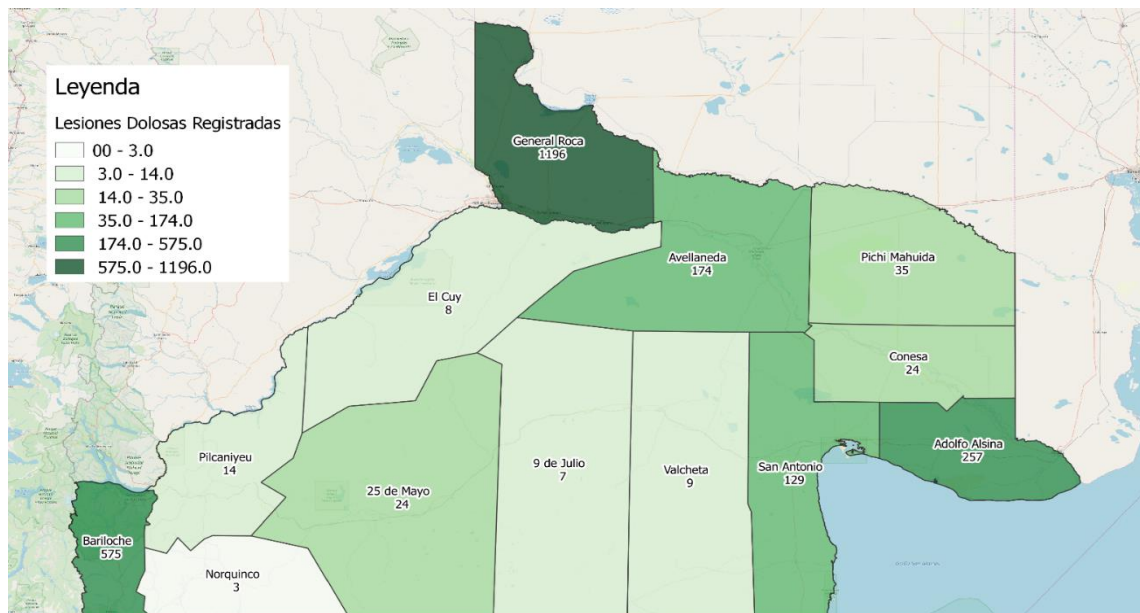 Leyenda
Lesiones Dolosas Registradas
00 - 3.0
3.0 - 14.0
14.0 - 35.0
35.0 - 174.0
174.0 - 575.0
575.0 - 1196.0
General Roca
1196
Avellaneda
174
Pichi Mahuida
35
El Cuy
8
Conesa
24
Adolfo Alsina
257
Pilcaniyeu
14
25 de Mayo
24
9 de Julio
7
Valcheta
9
San Antonio
129
Bariloche
575
Norquinco
3